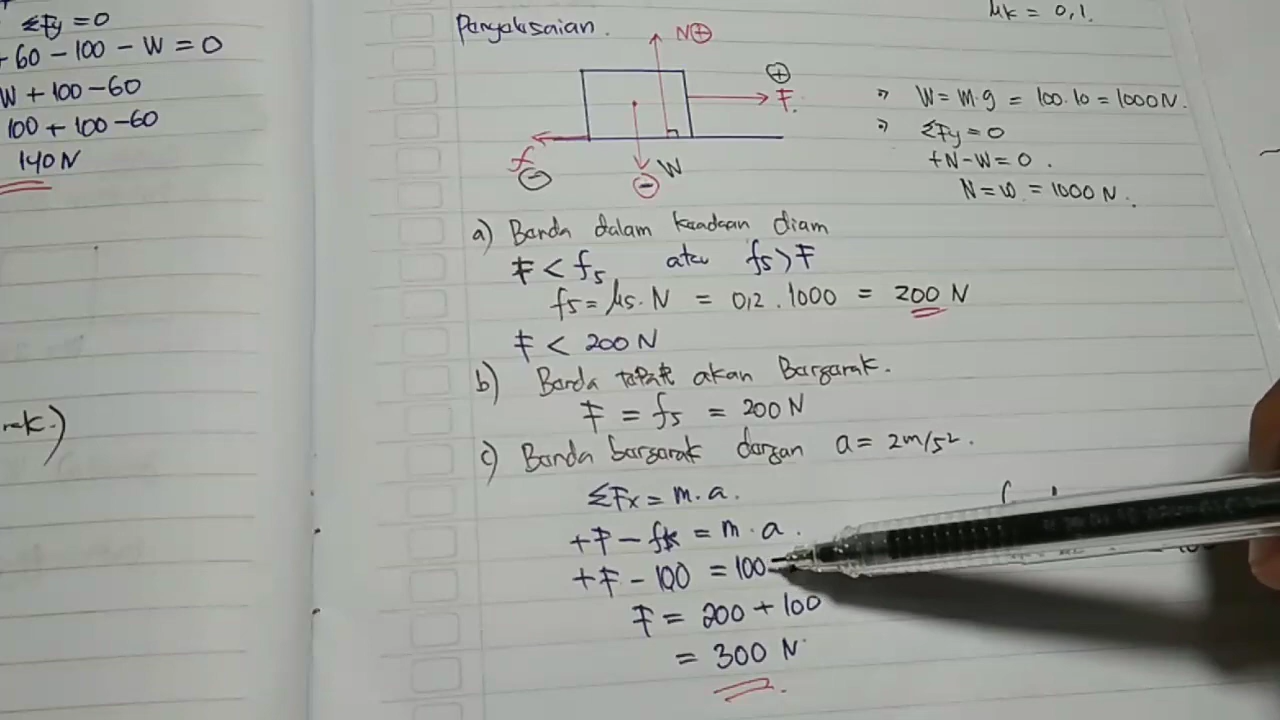 ΣFy = 0
+ 60 - 100 - W = 0
W + 100 - 60
100 + 100 - 60
140 N
Penyelesaian.
μk = 0,1.
N ⊕
⊕
F.
f
⊖
W
⊖
⇒ W = m.g = 100.10 = 1000 N.
⇒ ΣFy = 0
+N - W = 0.
N = W = 1000 N.
a) Benda dalam keadaan diam
F < fs atau fs > F
fs = μs. N = 0,2 . 1000 = 200 N
F < 200 N
b) Benda tepat akan Bergerak.
F = fs = 200 N
c) Benda bergerak dengan a = 2 m/s².
ΣFx = m.a.
+F - fk = m.a.
+F - 100 = 100
F = 200 + 100
= 300 N